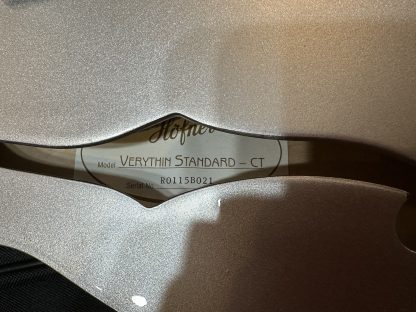 Höfner
Model VERYTHIN STANDARD – CT
Serial No. R0115B021